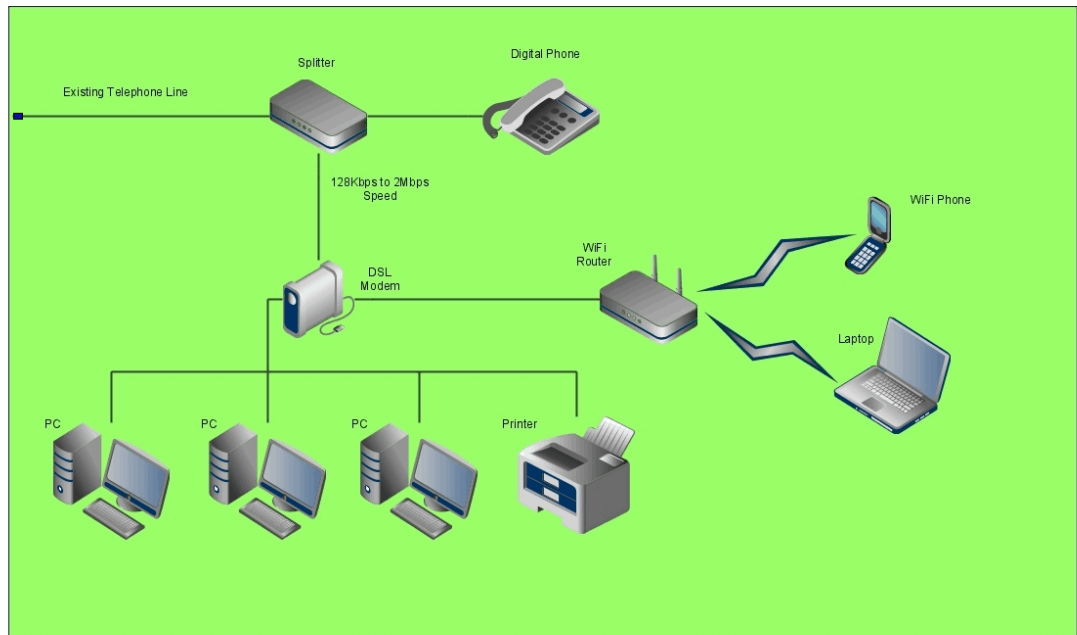 Digital Phone
Splitter
Existing Telephone Line
128Kbps to 2Mbps
Speed
WiFi Phone
WiFi
Router
DSL
Modem
Laptop
PC
PC
PC
Printer